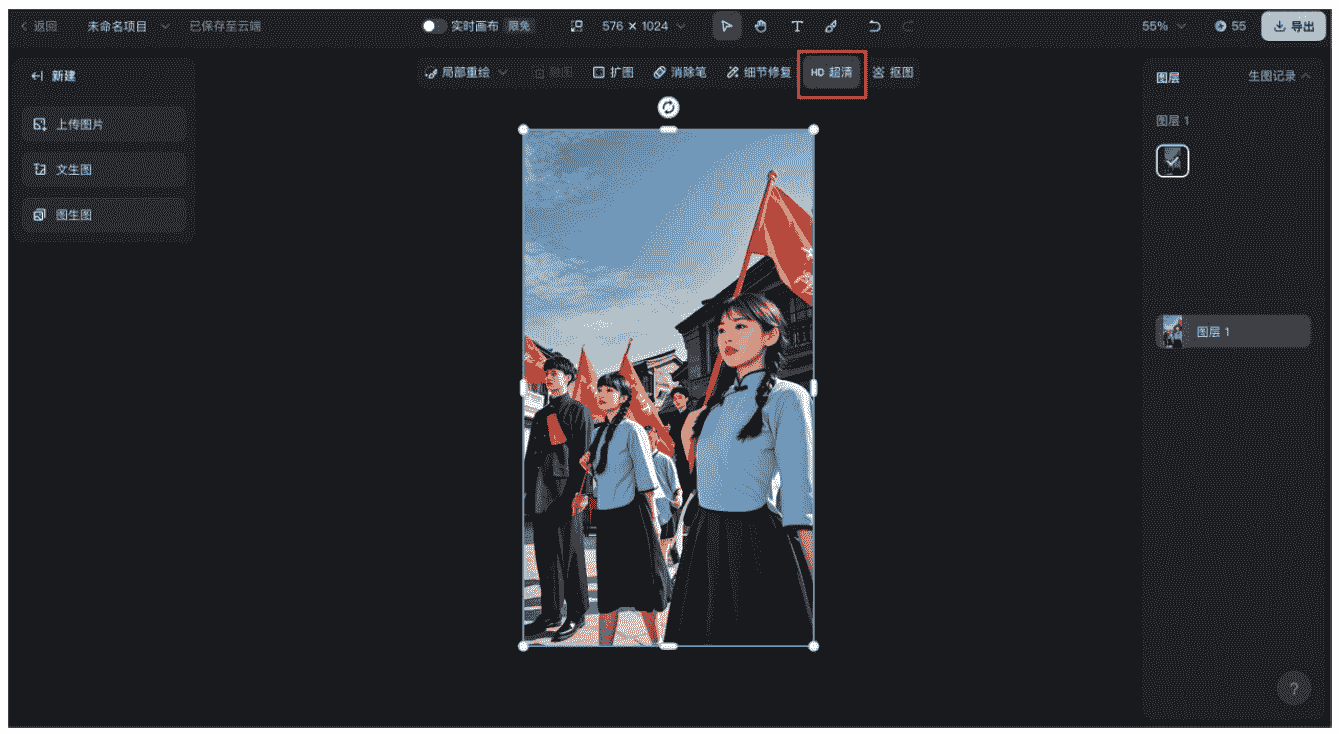 返回 未命名项目 已保存至云端 实时画布 限免 576 × 1024 T 55% 55 导出
新建 局部重绘 融图 扩图 消除笔 细节修复 HD 超清 抠图 图层 生图记录
上传图片 图层 1
文生图
图生图
图层 1
?